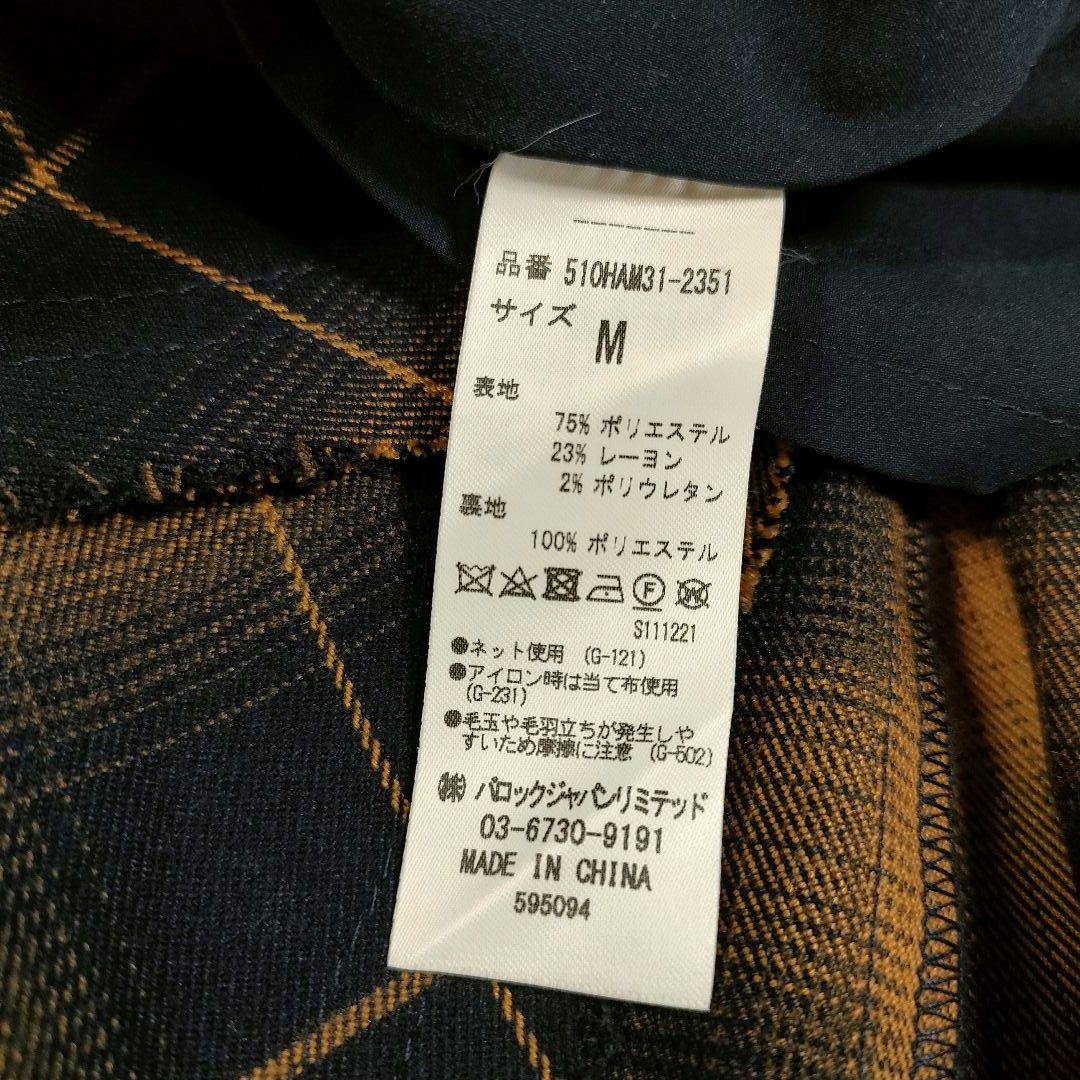 品番 510HAM31-2351
サイズ M
表地
75% ポリエステル
23% レーヨン
2% ポリウレタン
裏地
100% ポリエステル
S111221
●ネット使用 (G-121)
●アイロン時は当て布使用
(G-231)
●毛玉や毛羽立ちが発生しや
すいため摩擦に注意 (G-502)
㈱ バロックジャパンリミテッド
03-6730-9191
MADE IN CHINA
595094